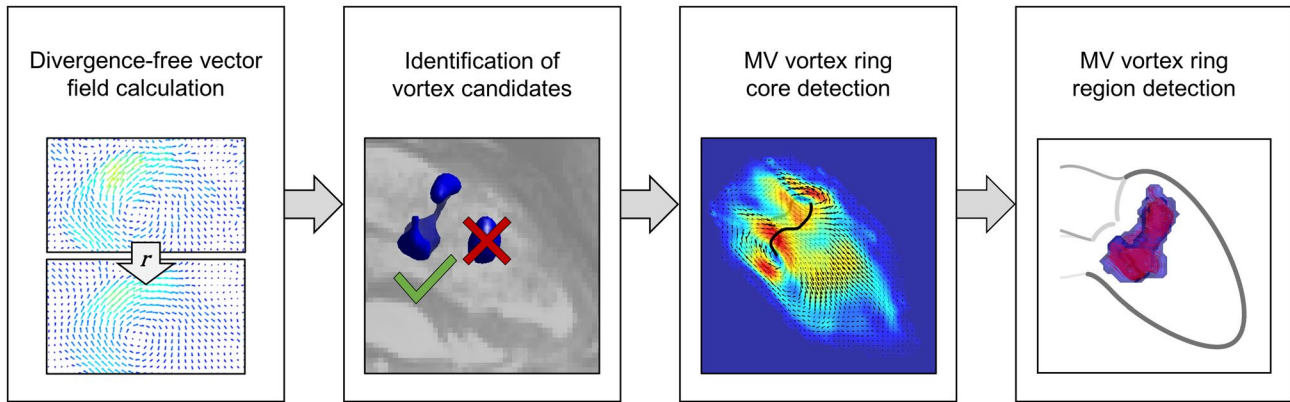 Divergence-free vector
field calculation
r
Identification of
vortex candidates
MV vortex ring
core detection
MV vortex ring
region detection